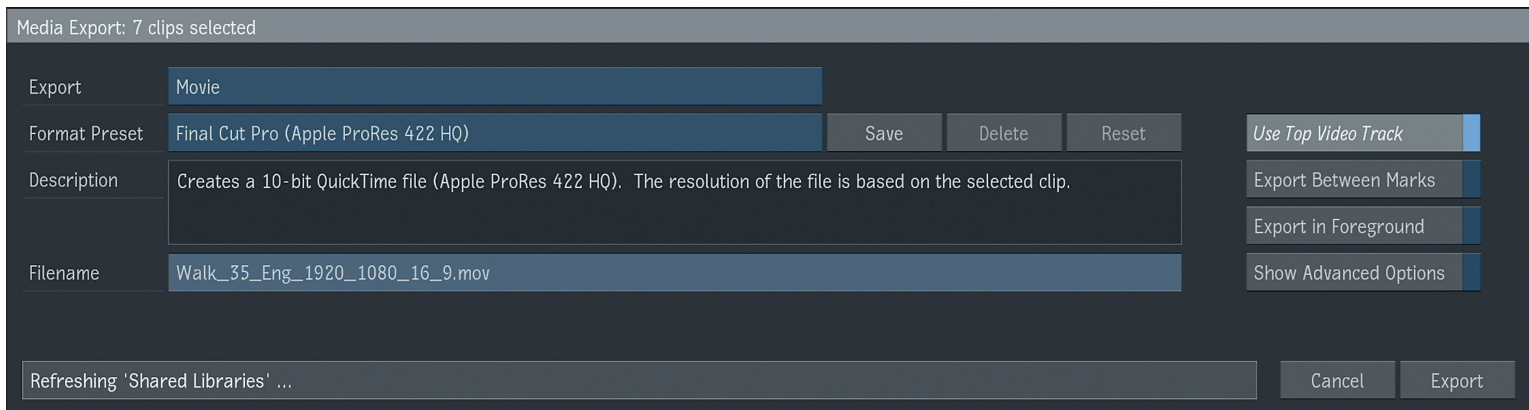 Media Export: 7 clips selected
Export Movie
Format Preset Final Cut Pro (Apple ProRes 422 HQ) Save Delete Reset Use Top Video Track
Description Creates a 10-bit QuickTime file (Apple ProRes 422 HQ). The resolution of the file is based on the selected clip. Export Between Marks
Export in Foreground
Filename Walk_35_Eng_1920_1080_16_9.mov Show Advanced Options
Refreshing 'Shared Libraries' ... Cancel Export